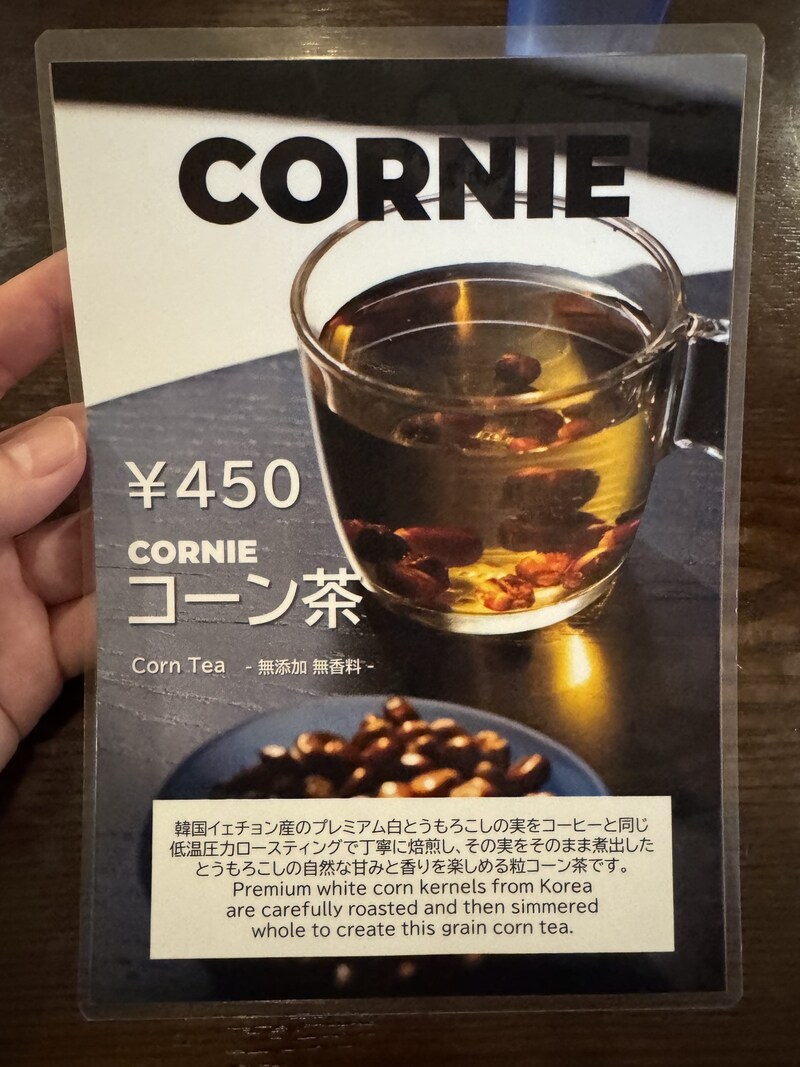 CORNIE
¥450
CORNIE
コーン茶
Corn Tea - 無添加 無香料 -
韓国イェチョン産のプレミアム白とうもろこしの実をコーヒーと同じ
低温圧力ロースティングで丁寧に焙煎し、その実をそのまま煮出した
とうもろこしの自然な甘みと香りを楽しめる粒コーン茶です。
Premium white corn kernels from Korea
are carefully roasted and then simmered
whole to create this grain corn tea.